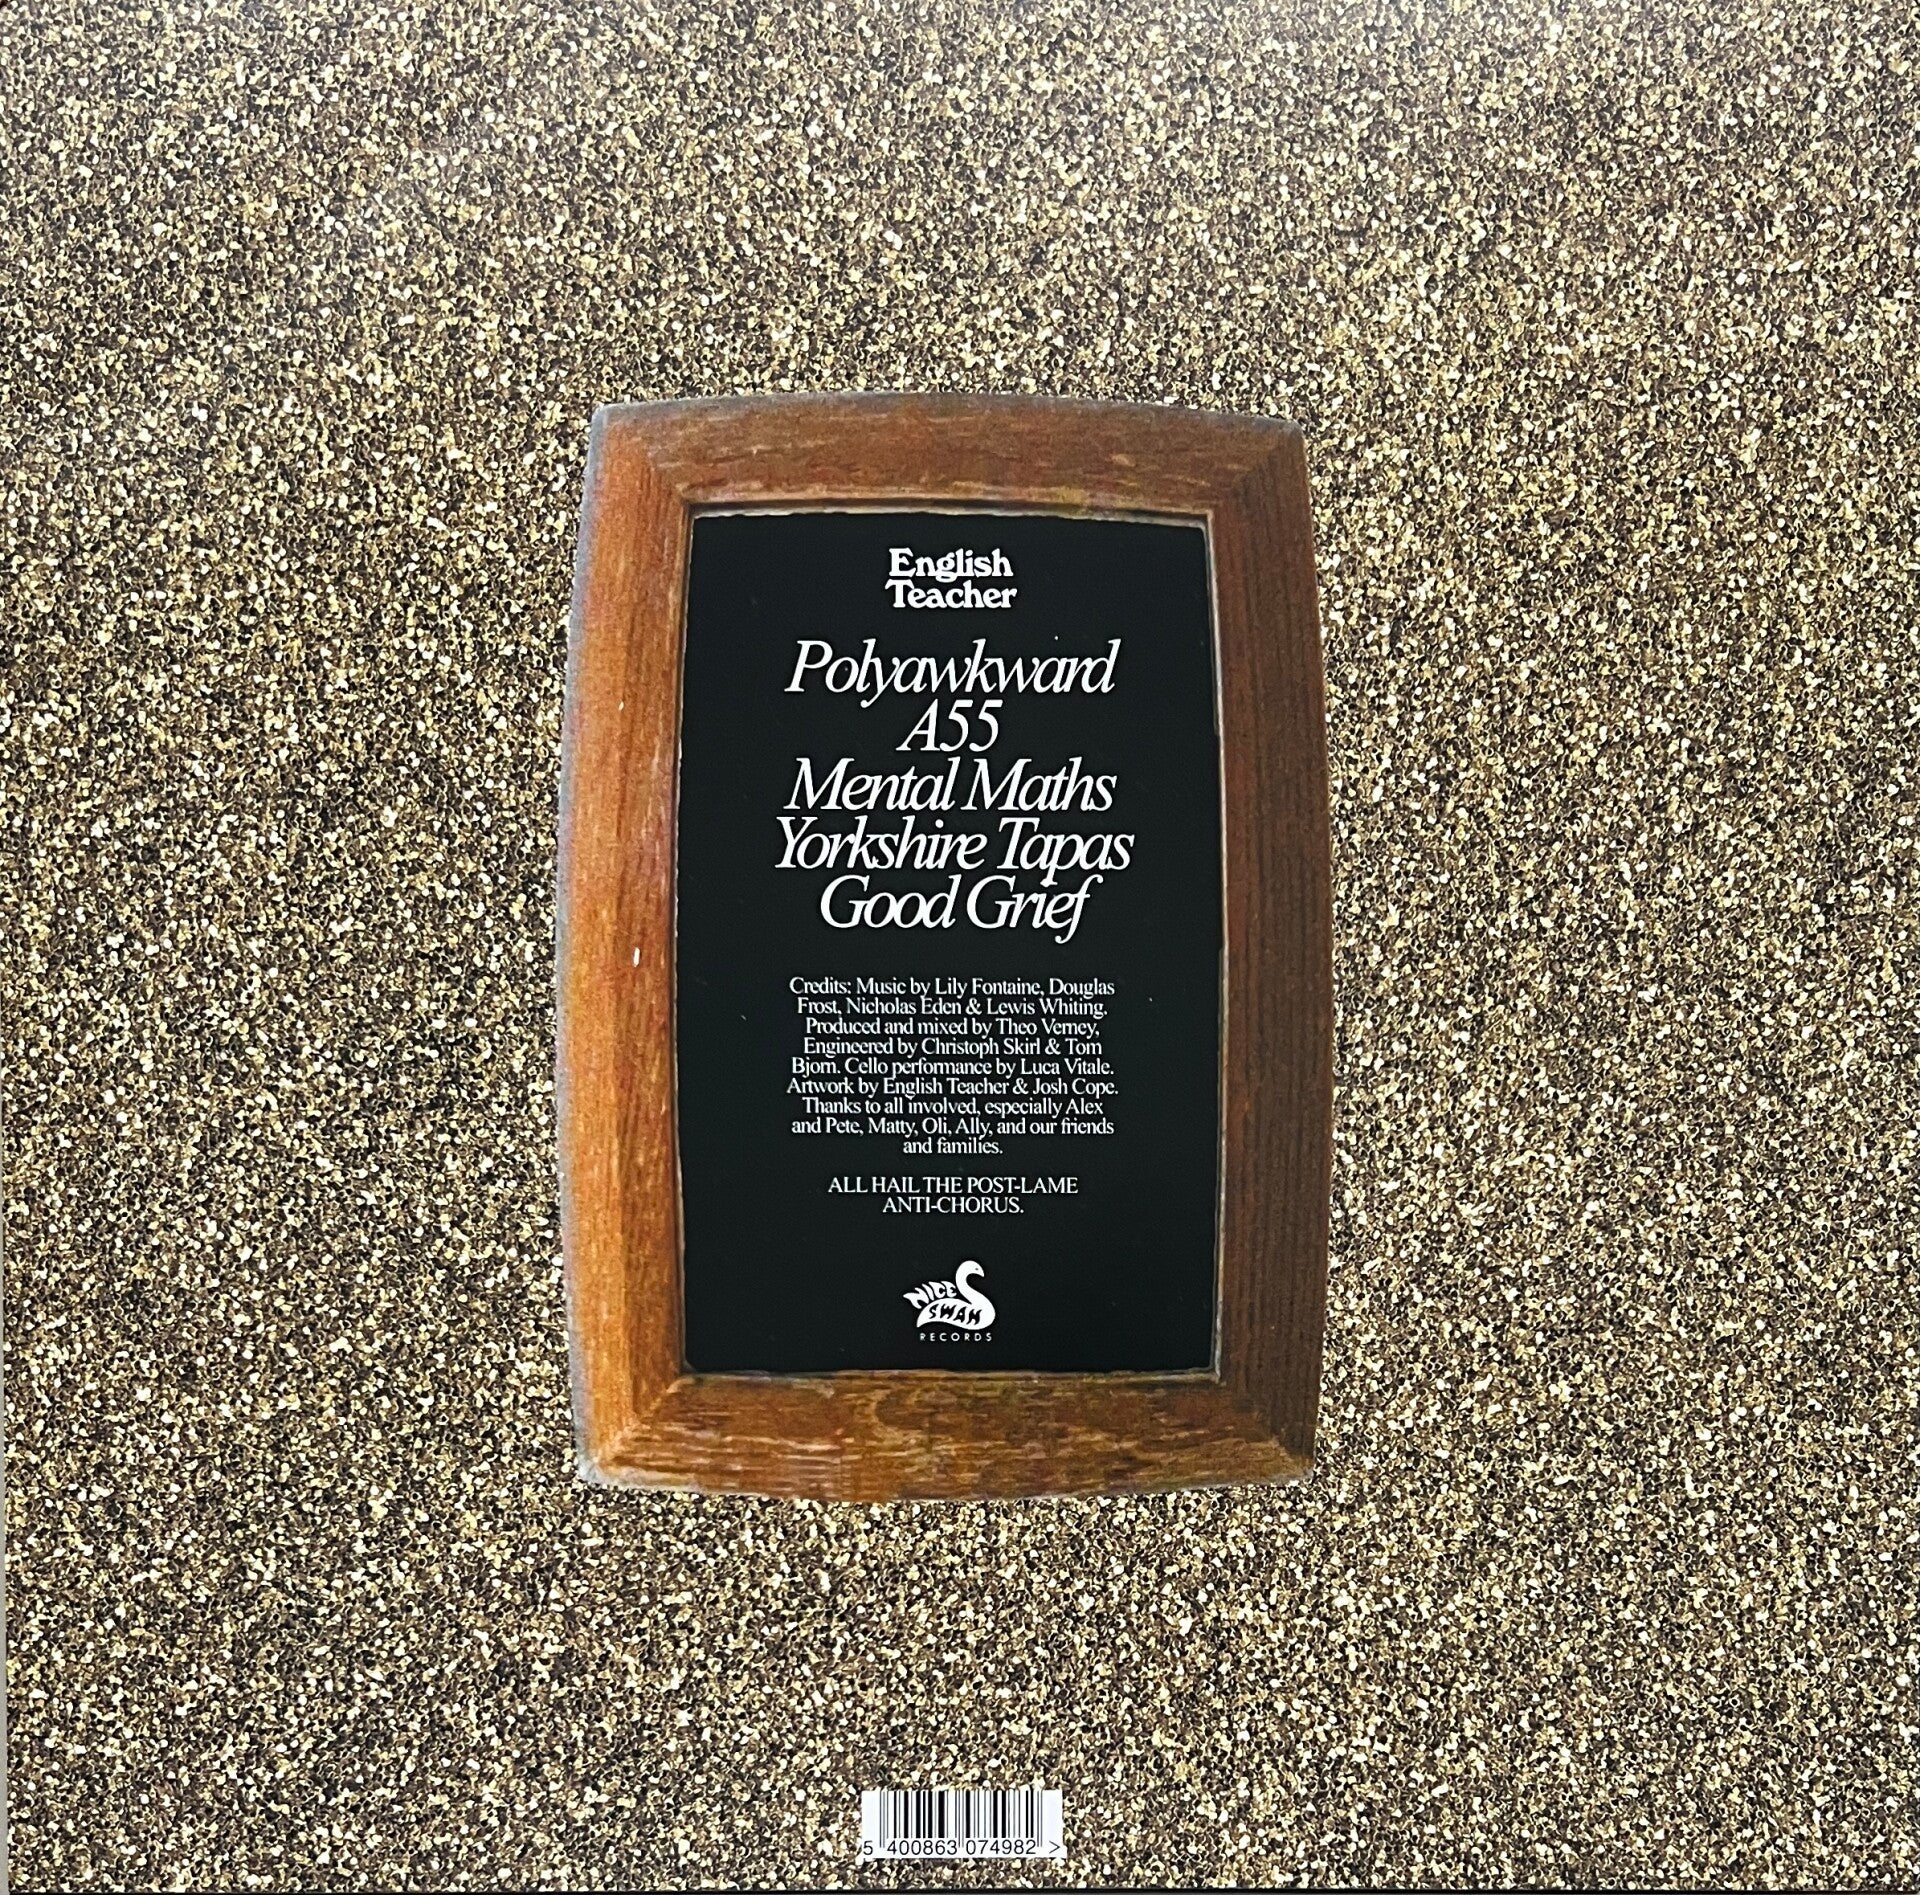 English
Teacher
Polyawkward
A55
Mental Maths
Yorkshire Tapas
Good Grief
Credits: Music by Lily Fontaine, Douglas
Frost, Nicholas Eden & Lewis Whiting.
Produced and mixed by Theo Verney,
Engineered by Christoph Skirl & Tom
Bjorn. Cello performance by Luca Vitale.
Artwork by English Teacher & Josh Cope.
Thanks to all involved, especially Alex
and Pete, Matty, Oli, Ally, and our friends
and families.
ALL HAIL THE POST-LAME
ANTI-CHORUS.
NICE
SWAN
RECORDS
5 400863 074982 >